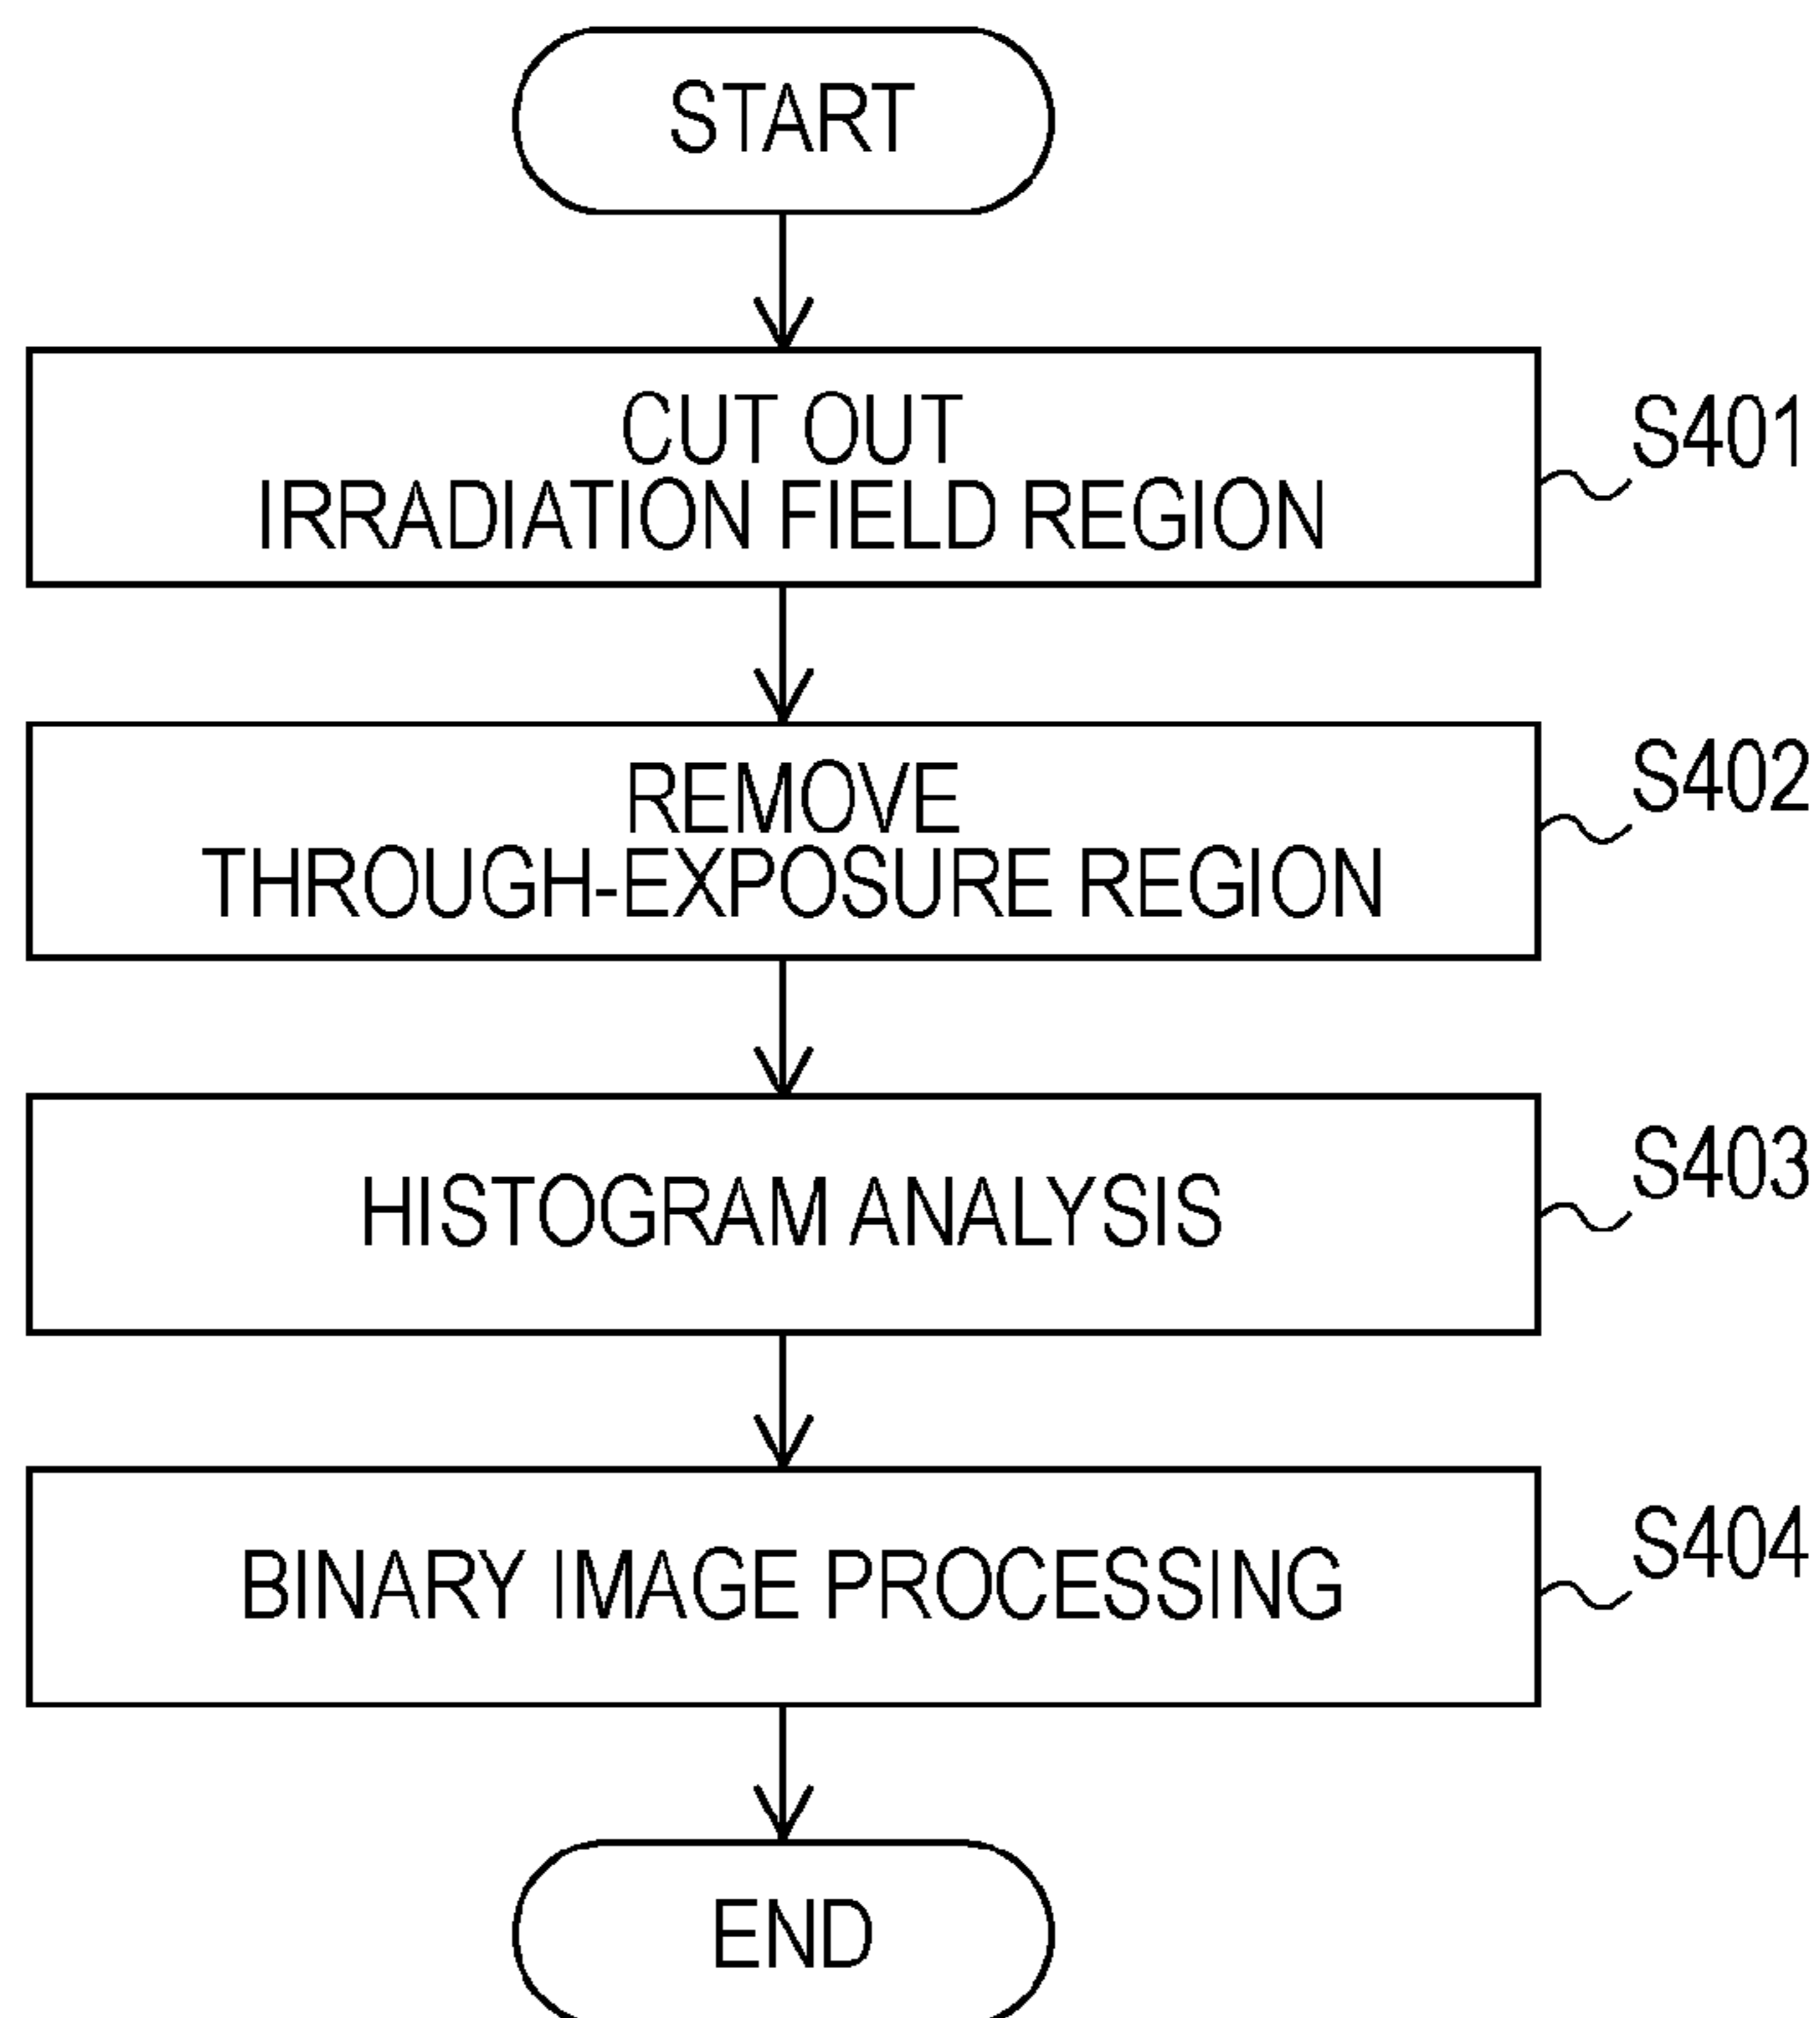 START
CUT OUT
IRRADIATION FIELD REGION
S401
REMOVE
THROUGH-EXPOSURE REGION
S402
HISTOGRAM ANALYSIS
S403
BINARY IMAGE PROCESSING
S404
END